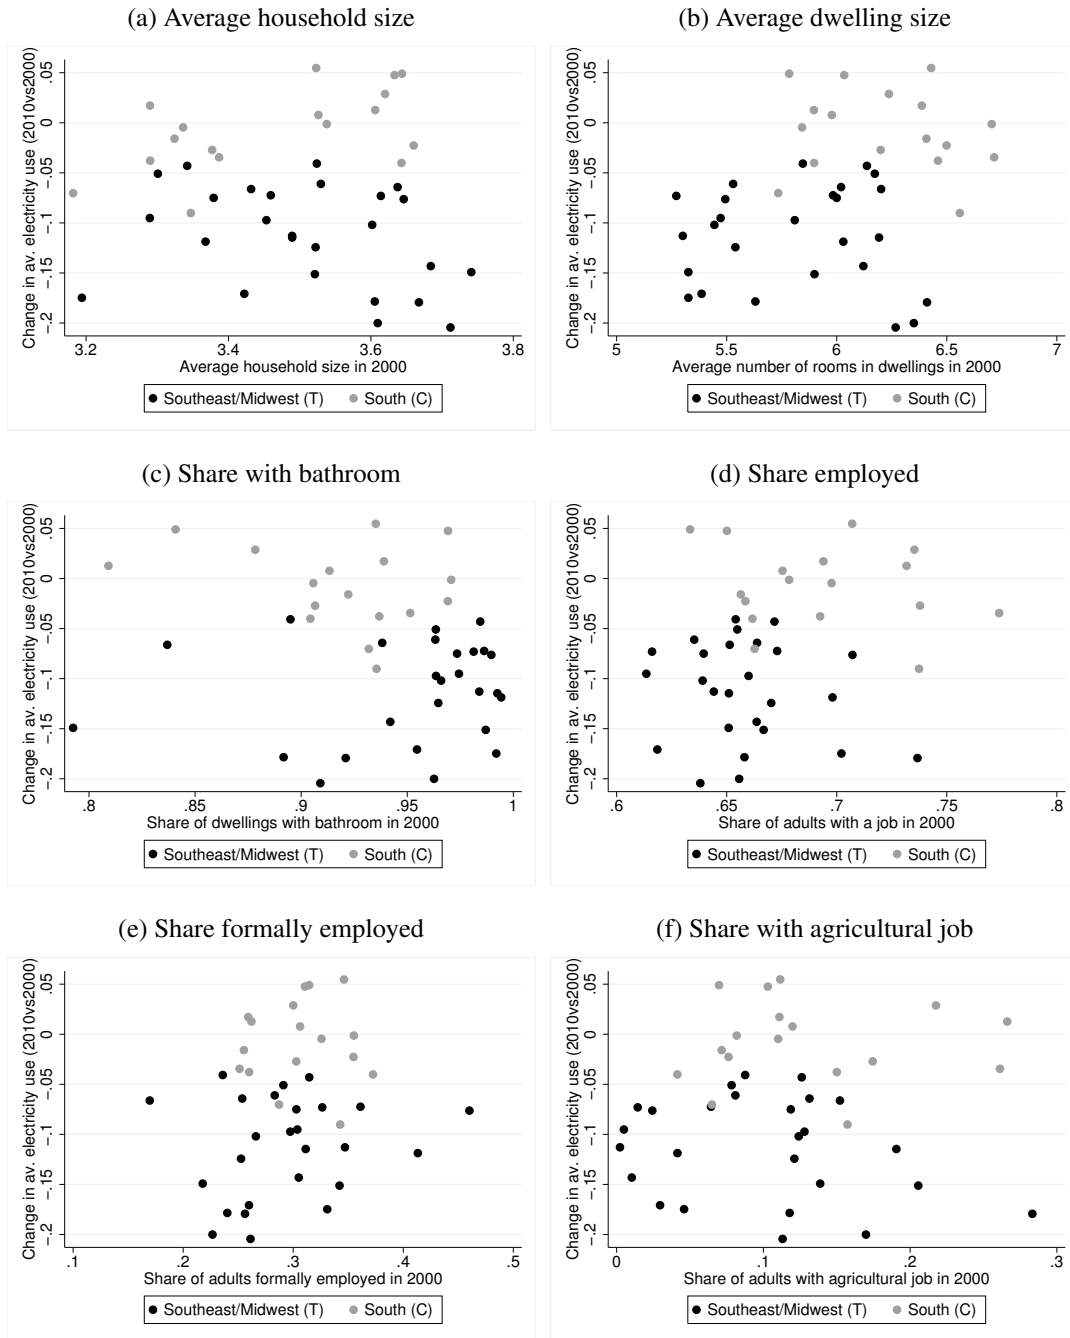 (a) Average household size
(b) Average dwelling size
Change in av. electricity use (2010vs2000)
.05
0
-.05
-.1
-.15
-.2
3.2
3.4
3.6
3.8
Average household size in 2000
Southeast/Midwest (T)
South (C)
Change in av. electricity use (2010vs2000)
.05
0
-.05
-.1
-.15
-.2
5
5.5
6
6.5
7
Average number of rooms in dwellings in 2000
Southeast/Midwest (T)
South (C)
(c) Share with bathroom
(d) Share employed
Change in av. electricity use (2010vs2000)
.05
0
-.05
-.1
-.15
-.2
.8
.85
.9
.95
1
Share of dwellings with bathroom in 2000
Southeast/Midwest (T)
South (C)
Change in av. electricity use (2010vs2000)
.05
0
-.05
-.1
-.15
-.2
.6
.65
.7
.75
.8
Share of adults with a job in 2000
Southeast/Midwest (T)
South (C)
(e) Share formally employed
(f) Share with agricultural job
Change in av. electricity use (2010vs2000)
.05
0
-.05
-.1
-.15
-.2
.1
.2
.3
.4
.5
Share of adults formally employed in 2000
Southeast/Midwest (T)
South (C)
Change in av. electricity use (2010vs2000)
.05
0
-.05
-.1
-.15
-.2
0
.1
.2
.3
Share of adults with agricultural job in 2000
Southeast/Midwest (T)
South (C)